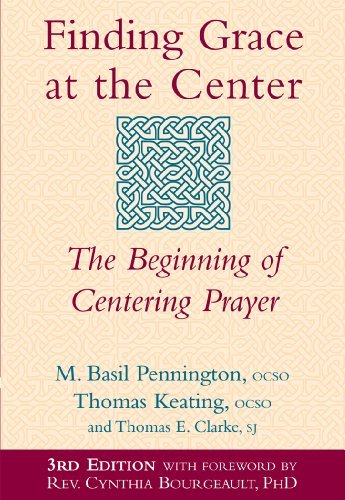 Finding Grace
at the Center
The Beginning of
Centering Prayer
M. Basil Pennington, OCSO
Thomas Keating, OCSO
and Thomas E. Clarke, SJ
3RD EDITION WITH FOREWORD BY
REV. CYNTHIA BOURGEAULT, PHD